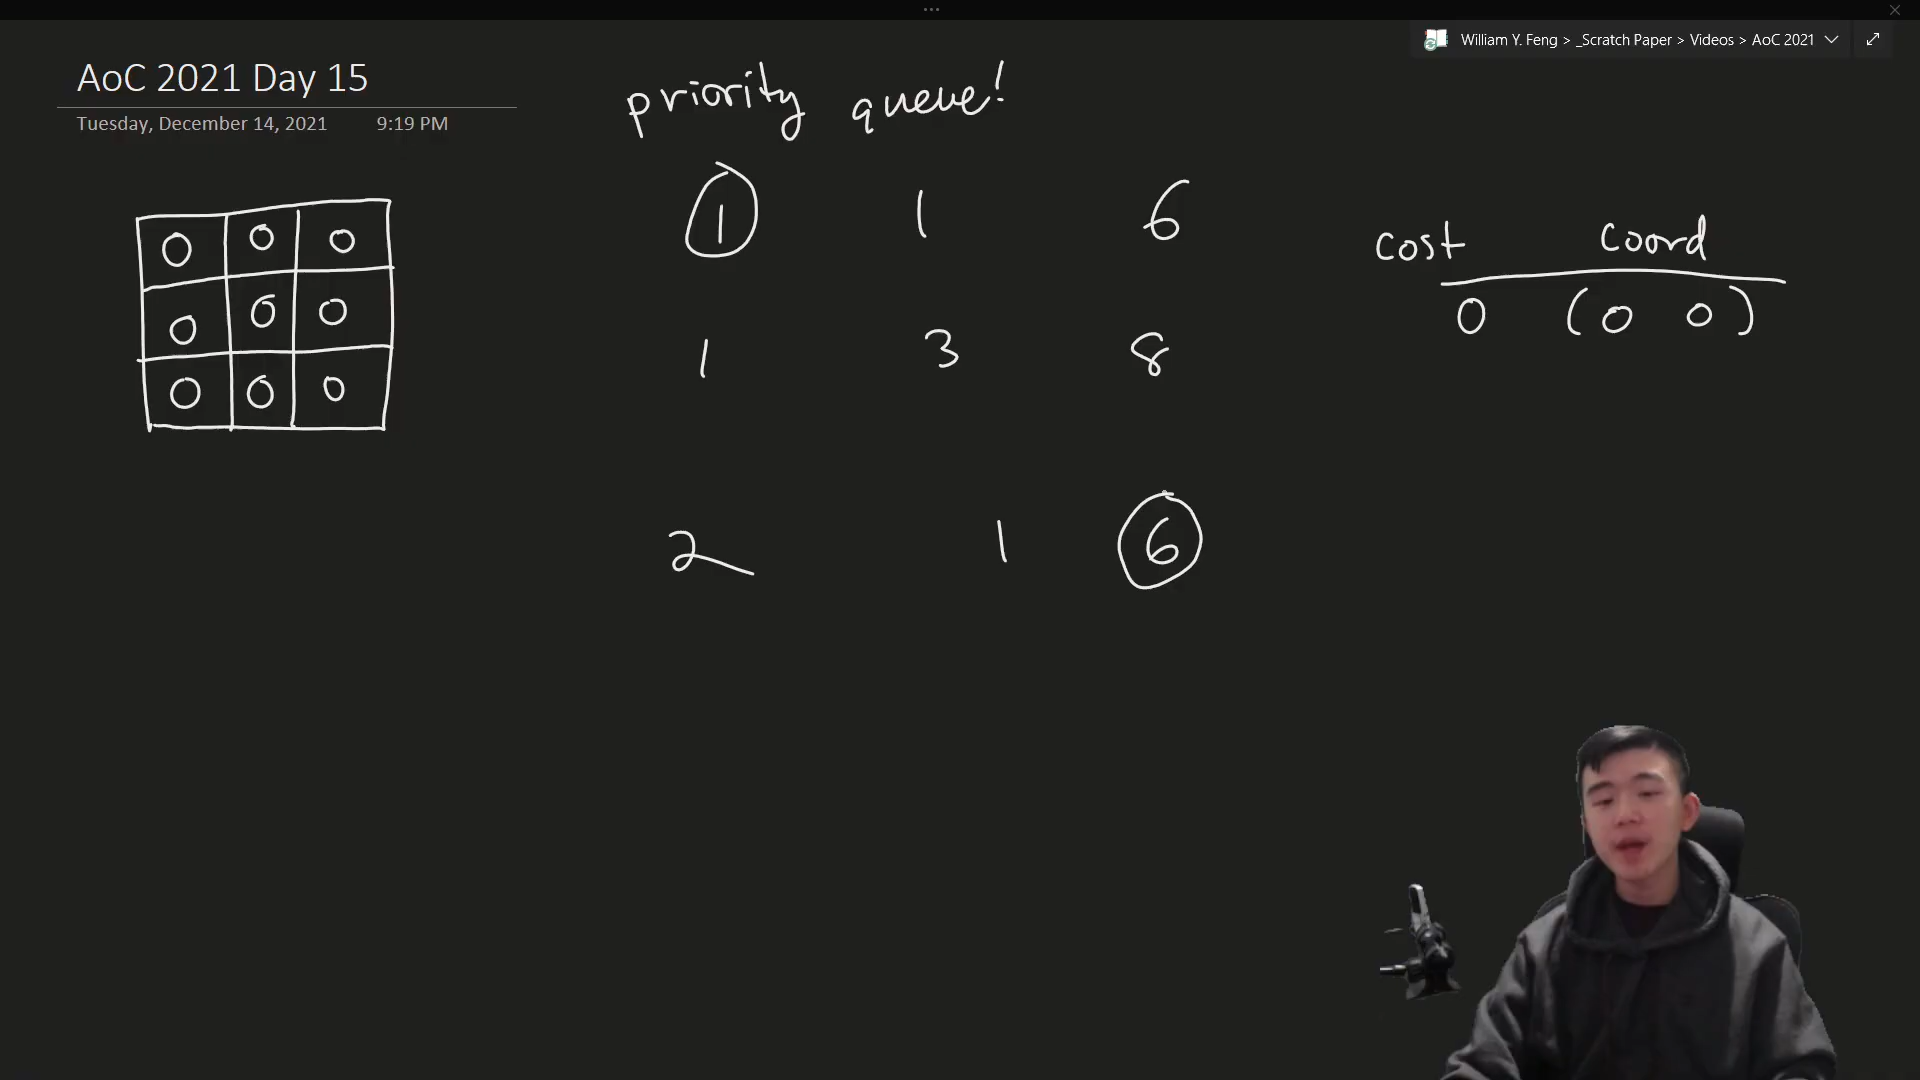 William Y. Feng > _Scratch Paper > Videos > AoC 2021
AoC 2021 Day 15
Tuesday, December 14, 2021 9:19 PM
priority queue!
0 0 0
0 0 0
0 0 0
1 1 6
1 3 8
2 1 6
cost coord
0 (0 0)